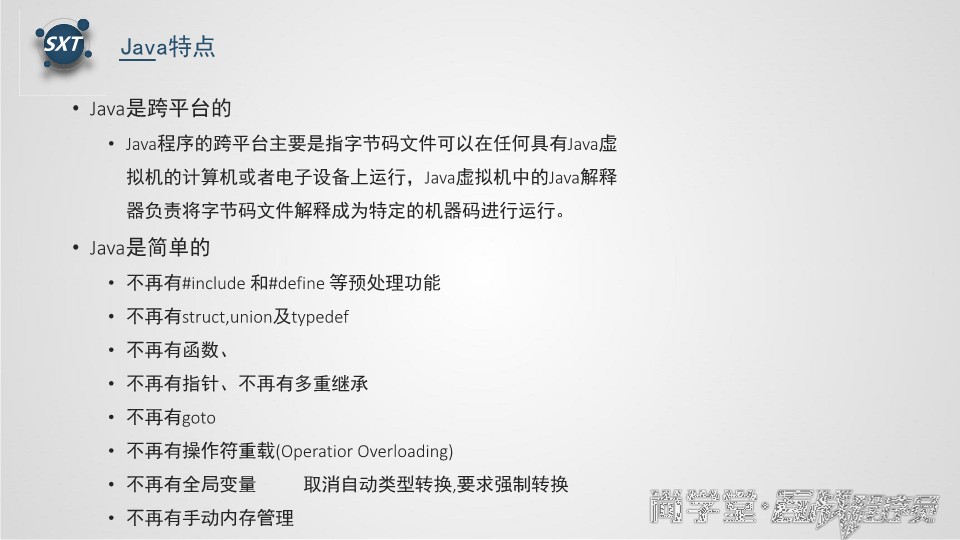 SXT
Java特点
• Java是跨平台的
• Java程序的跨平台主要是指字节码文件可以在任何具有Java虚
拟机的计算机或者电子设备上运行，Java虚拟机中的Java解释
器负责将字节码文件解释成为特定的机器码进行运行。
• Java是简单的
• 不再有#include 和#define 等预处理功能
• 不再有struct,union及typedef
• 不再有函数、
• 不再有指针、不再有多重继承
• 不再有goto
• 不再有操作符重载(Operatior Overloading)
• 不再有全局变量 取消自动类型转换,要求强制转换
• 不再有手动内存管理
尚学堂·百战程序员